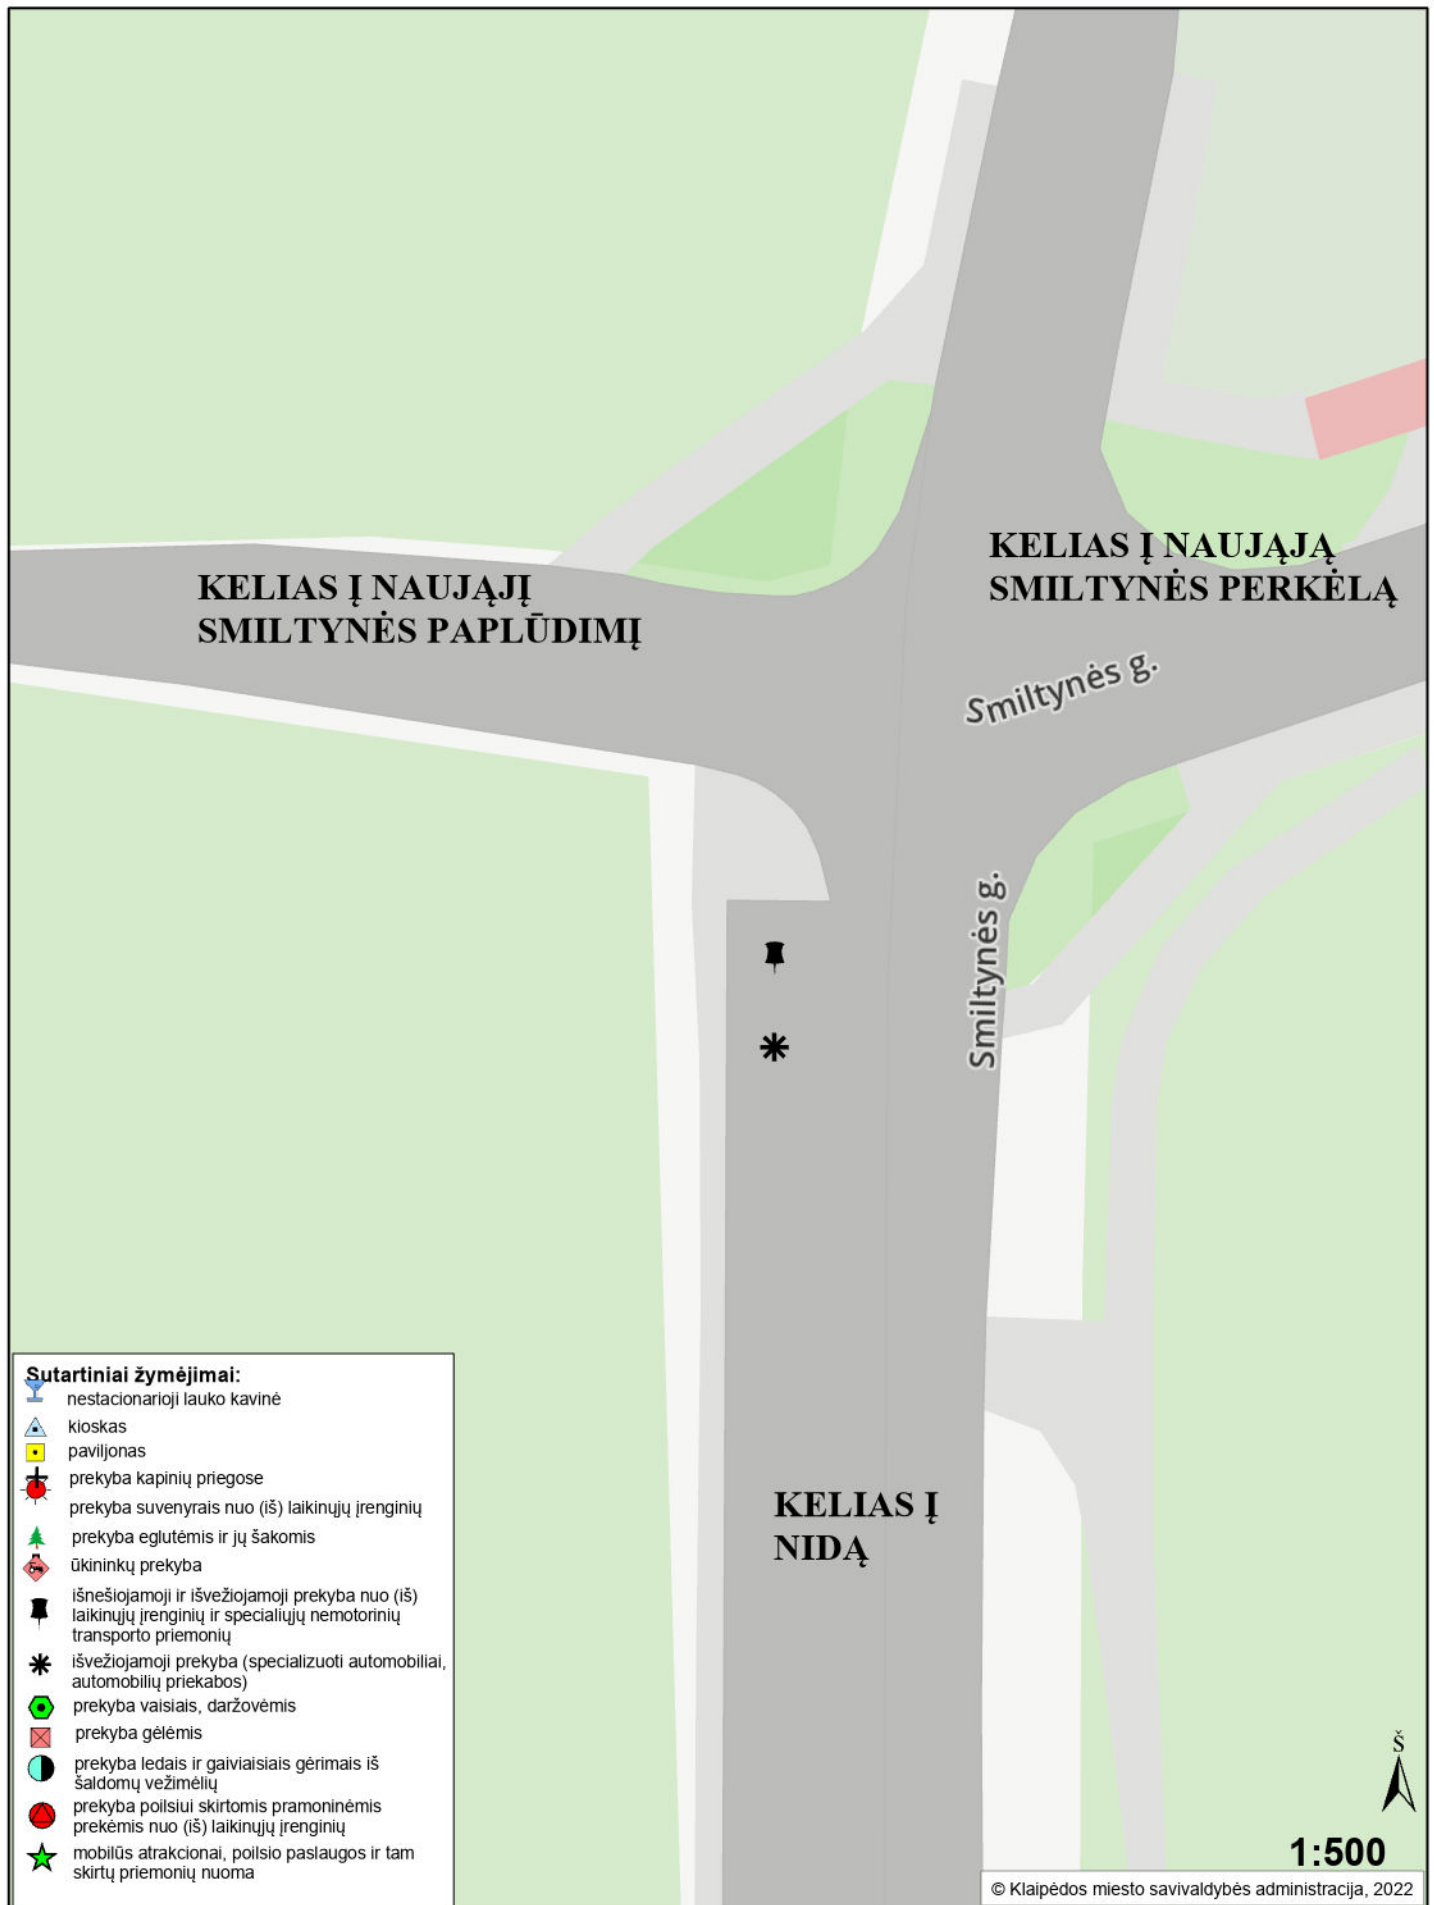 KELIAS Į NAUJĄJĄ
SMILTYNĖS PERKĖLĄ
KELIAS Į NAUJĄJĮ
SMILTYNĖS PAPLŪDIMĮ
Smiltynės g.
Smiltynės g.
KELIAS Į
NIDĄ
Sutartiniai žymėjimai:
nestacionarioji lauko kavinė
kioskas
paviljonas
prekyba kapinių priegose
prekyba suvenyrais nuo (iš) laikinųjų įrenginių
prekyba eglutėmis ir jų šakomis
ūkininkų prekyba
išnešiojamoji ir išvežiojamoji prekyba nuo (iš)
laikinųjų įrenginių ir specialiųjų nemotorinių
transporto priemonių
išvežiojamoji prekyba (specializuoti automobiliai,
automobilių priekabos)
prekyba vaisiais, daržovėmis
prekyba gėlėmis
prekyba ledais ir gaiviaisiais gėrimais iš
šaldomų vežimėlių
prekyba poilsiui skirtomis pramoninėmis
prekėmis nuo (iš) laikinųjų įrenginių
mobilūs atrakcionai, poilsio paslaugos ir tam
skirtų priemonių nuoma
Š
1:500
© Klaipėdos miesto savivaldybės administracija, 2022